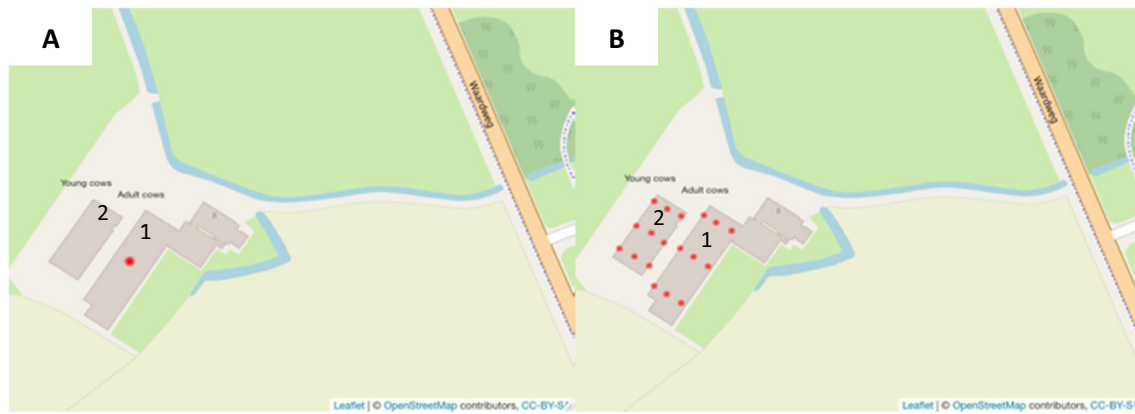 A
Waardweg
Young cows
Adult cows
2
1
Leaflet | © OpenStreetMap contributors, CC-BY-S
B
Waardweg
Young cows
Adult cows
2
1
Leaflet | © OpenStreetMap contributors, CC-BY-S